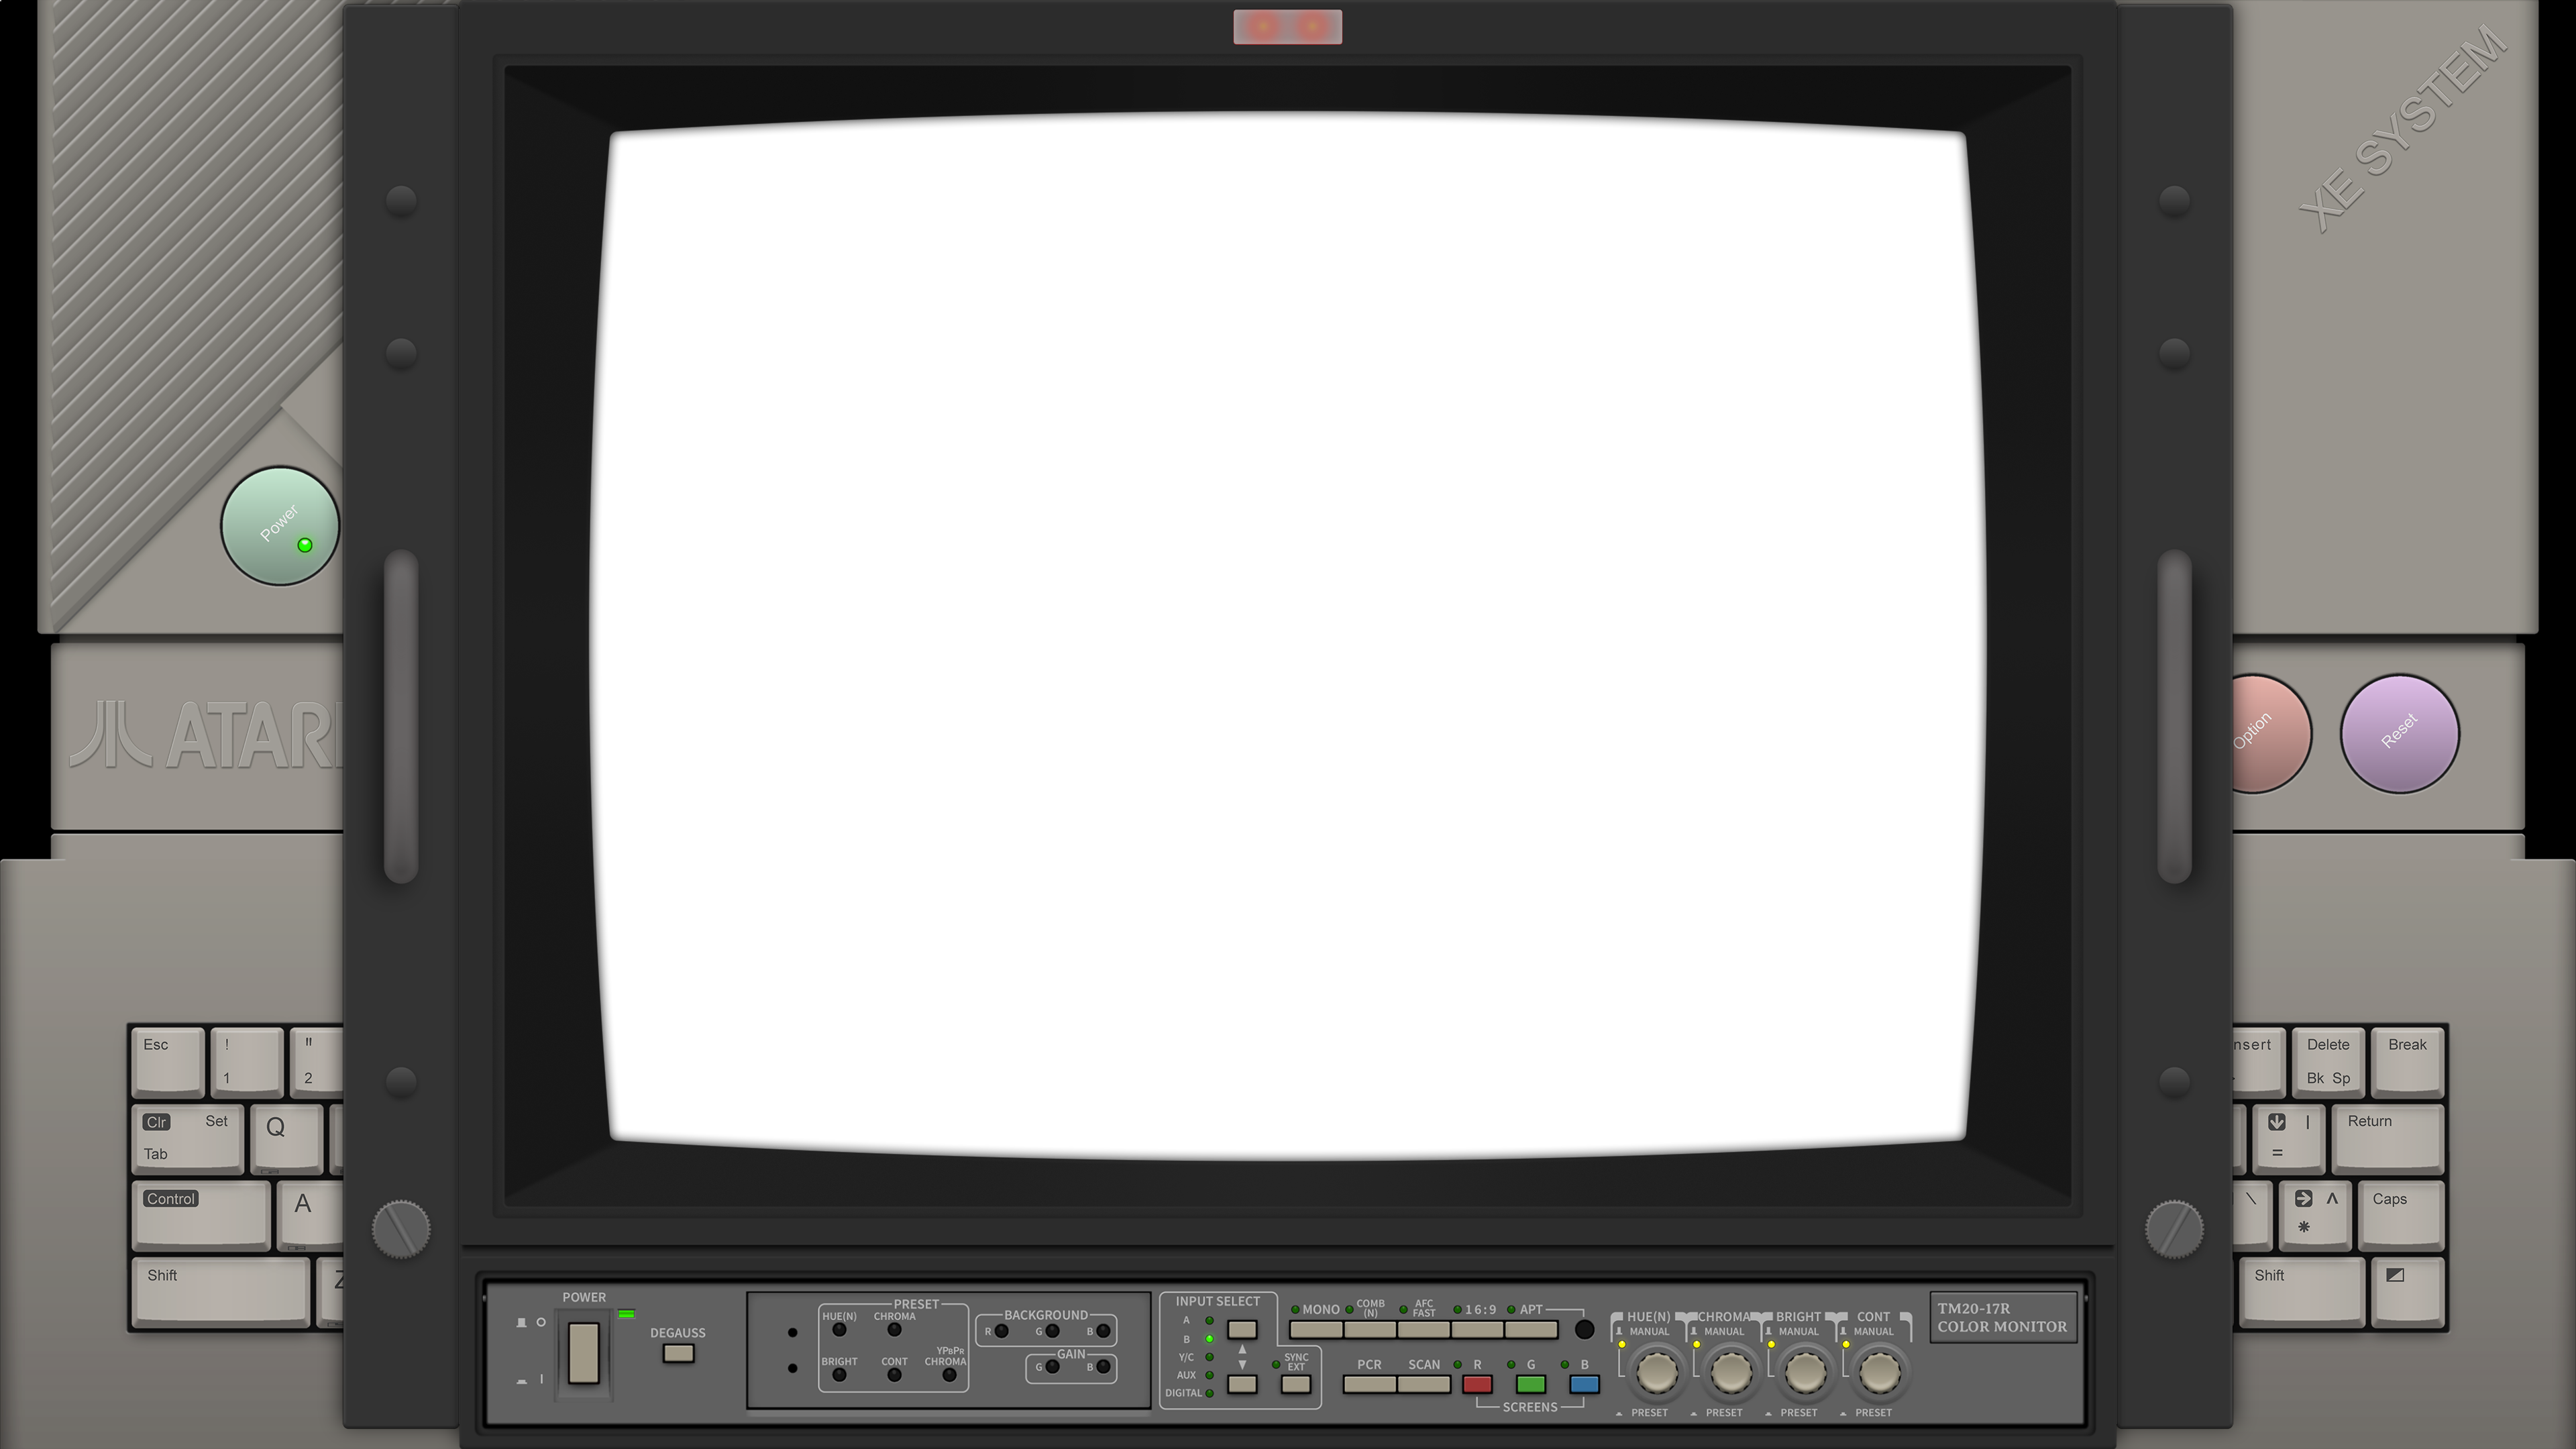 XE SYSTEM
Power
ATARI
Option
Reset
Esc
!
1
"
2
Clr Set
Tab
Q
Control
A
Shift
Z
Delete
Bk Sp
Break
|
=
Return
\
^
*
Caps
Shift
POWER
DEGAUSS
PRESET
HUE(N) CHROMA
BRIGHT CONT YPBPR CHROMA
BACKGROUND
R G B
GAIN
G B
INPUT SELECT
A
B
Y/C
AUX
DIGITAL
SYNC
EXT
MONO COMB (N) AFC FAST 16:9 APT
PCR SCAN R G B
SCREENS
HUE(N) CHROMA BRIGHT CONT
MANUAL MANUAL MANUAL MANUAL
PRESET PRESET PRESET PRESET
TM20-17R
COLOR MONITOR